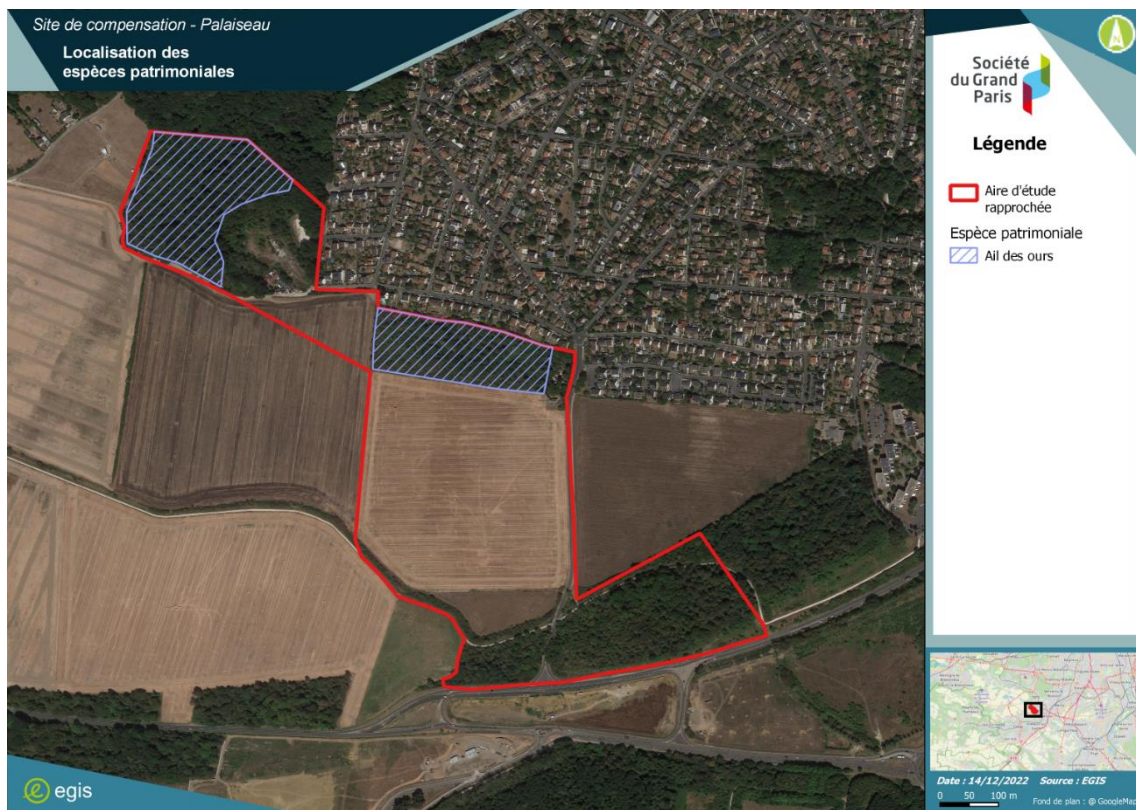 Site de compensation - Palaiseau
Localisation des
espèces patrimoniales
N
Société
du Grand
Paris
Légende
Aire d'étude
rapprochée
Espèce patrimoniale
Ail des ours
egis
Date : 14/12/2022 Source : EGIS
0 50 100 m
Fond de plan : @ GoogleMap